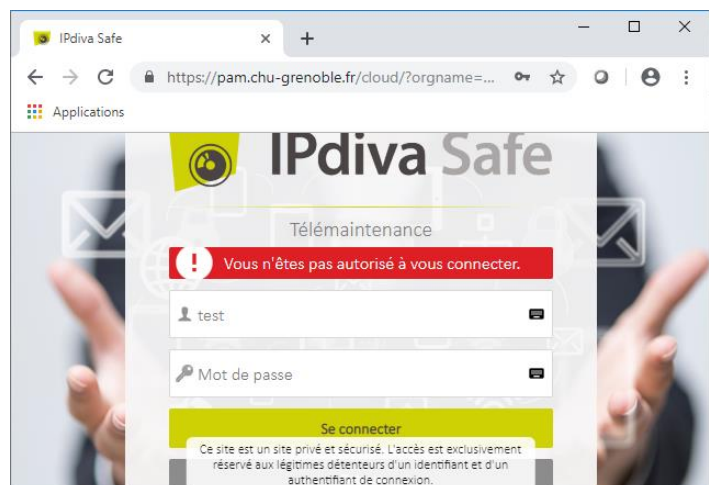 IPdiva Safe
https://pam.chu-grenoble.fr/cloud/?orgname=...
Applications
IPdiva Safe
Télémaintenance
Vous n'êtes pas autorisé à vous connecter.
test
Mot de passe
Se connecter
Ce site est un site privé et sécurisé. L'accès est exclusivement
réservé aux légitimes détenteurs d'un identifiant et d'un
authentifiant de connexion.